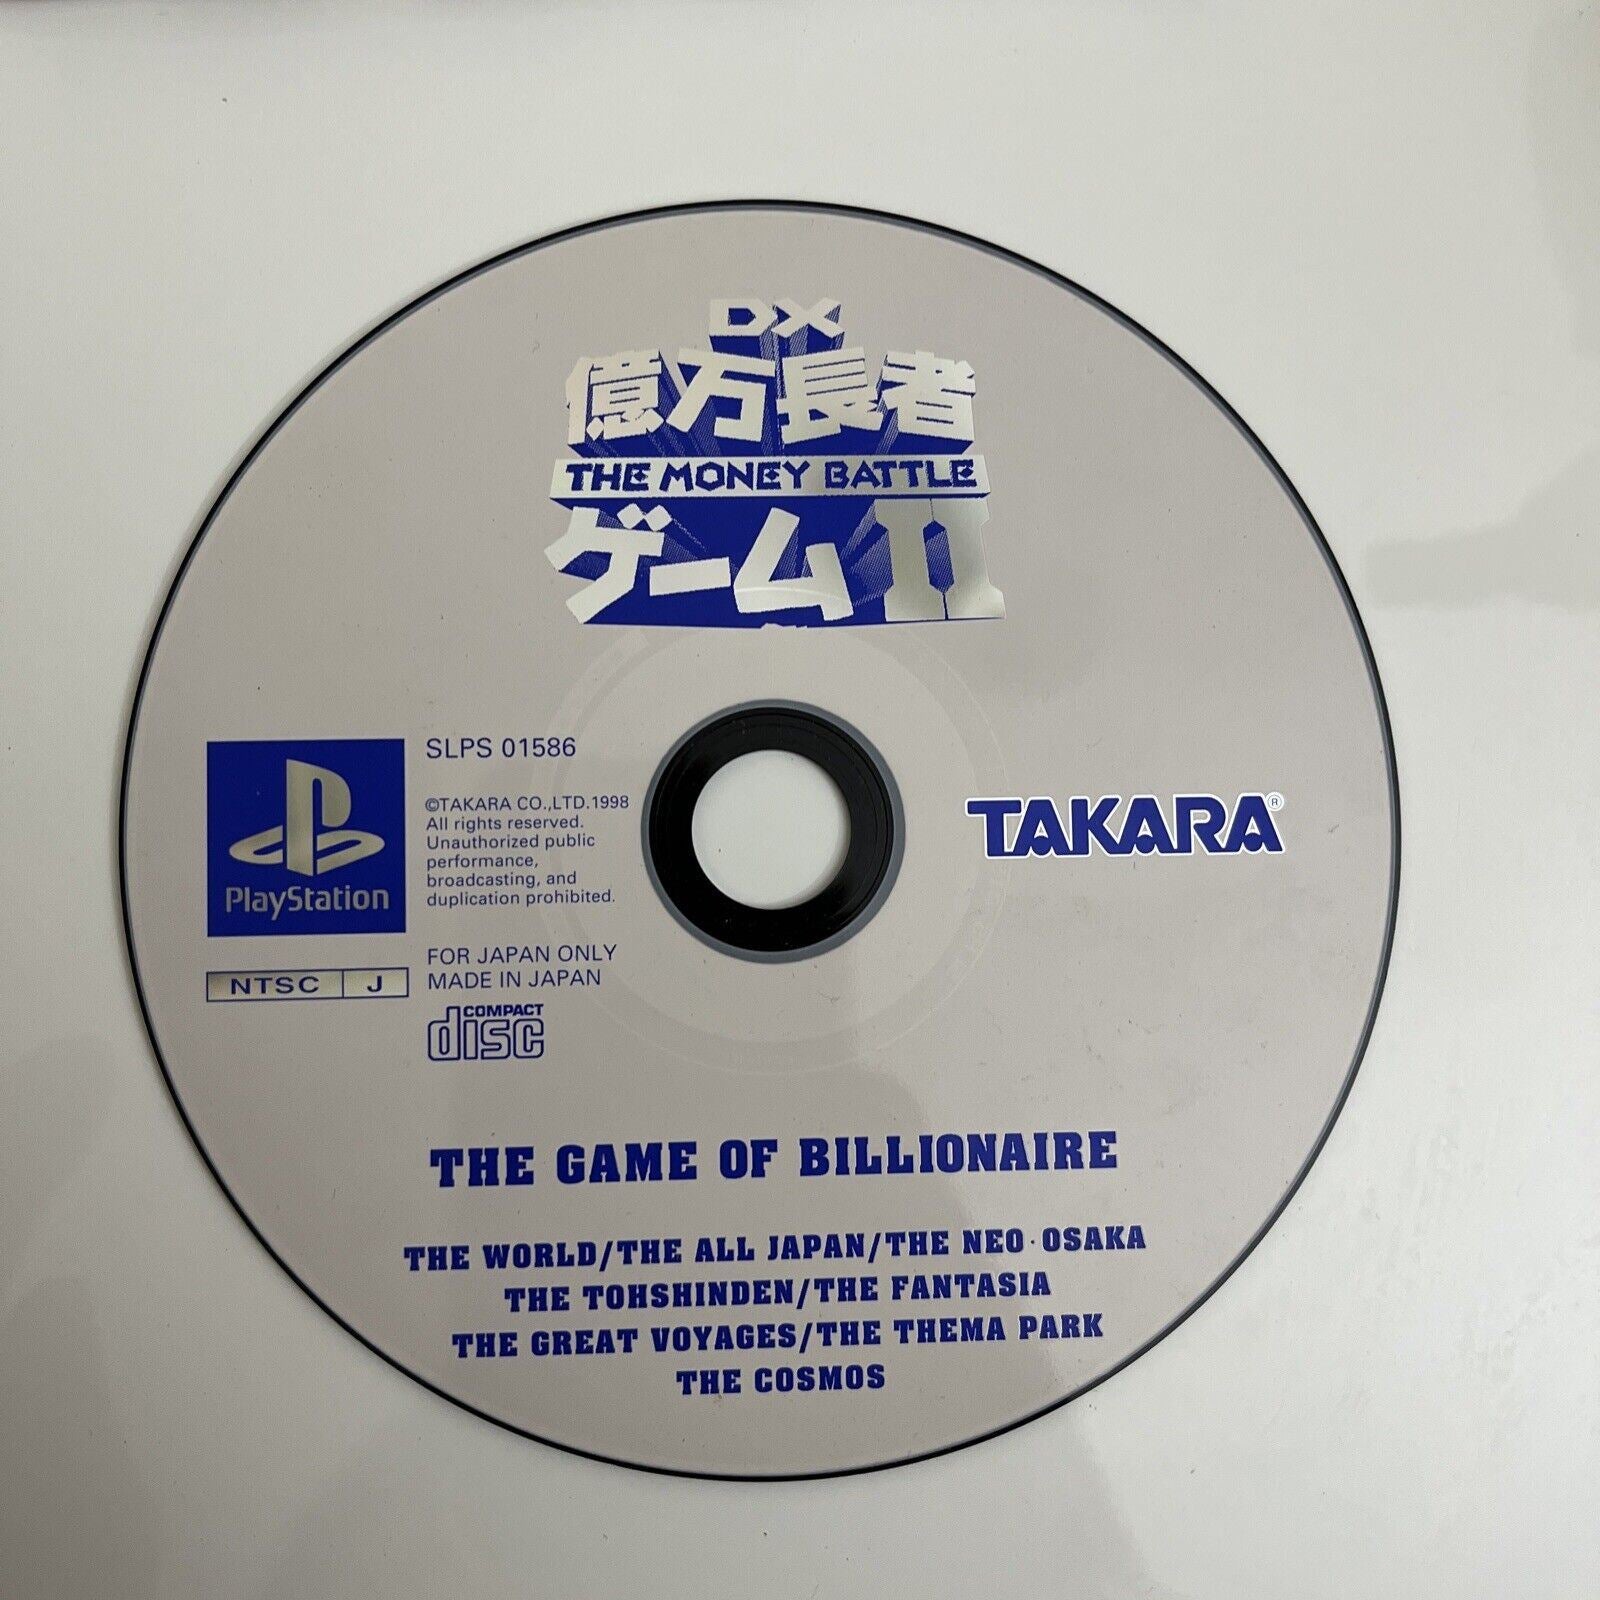 DX
億万長者
THE MONEY BATTLE
ゲームII
SLPS 01586
©TAKARA CO.,LTD.1998
All rights reserved.
Unauthorized public
performance,
broadcasting, and
duplication prohibited.
PlayStation
NTSC J
FOR JAPAN ONLY
MADE IN JAPAN
COMPACT
disc
TAKARA®
THE GAME OF BILLIONAIRE
THE WORLD/THE ALL JAPAN/THE NEO·OSAKA
THE TOHSHINDEN/THE FANTASIA
THE GREAT VOYAGES/THE THEMA PARK
THE COSMOS